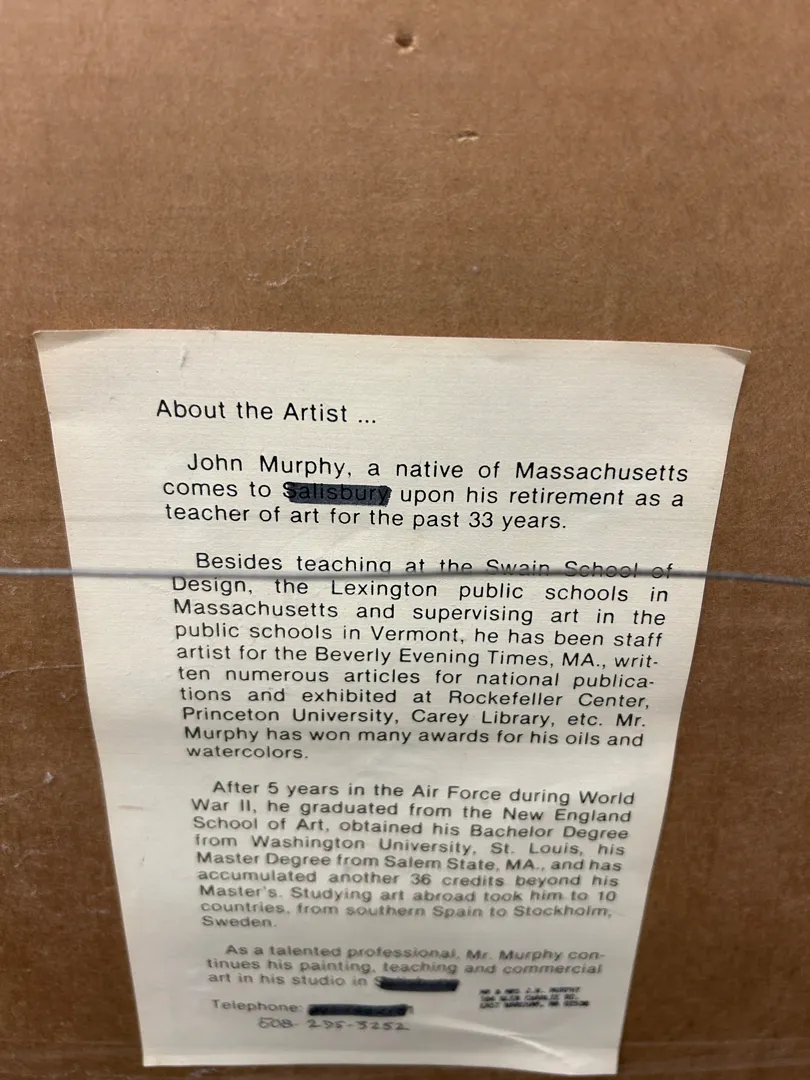 About the Artist ...
John Murphy, a native of Massachusetts
comes to Salisbury upon his retirement as a
teacher of art for the past 33 years.
Besides teaching at the Swain School of
Design, the Lexington public schools in
Massachusetts and supervising art in the
public schools in Vermont, he has been staff
artist for the Beverly Evening Times, MA., writ-
ten numerous articles for national publica-
tions and exhibited at Rockefeller Center,
Princeton University, Carey Library, etc. Mr.
Murphy has won many awards for his oils and
watercolors.
After 5 years in the Air Force during World
War II, he graduated from the New England
School of Art, obtained his Bachelor Degree
from Washington University, St. Louis, his
Master Degree from Salem State, MA., and has
accumulated another 36 credits beyond his
Master's. Studying art abroad took him to 10
countries, from southern Spain to Stockholm,
Sweden.
As a talented professional, Mr. Murphy con-
tinues his painting, teaching and commercial
art in his studio in
MR & MRS J.R. MURPHY
Telephone:
508-295-3252